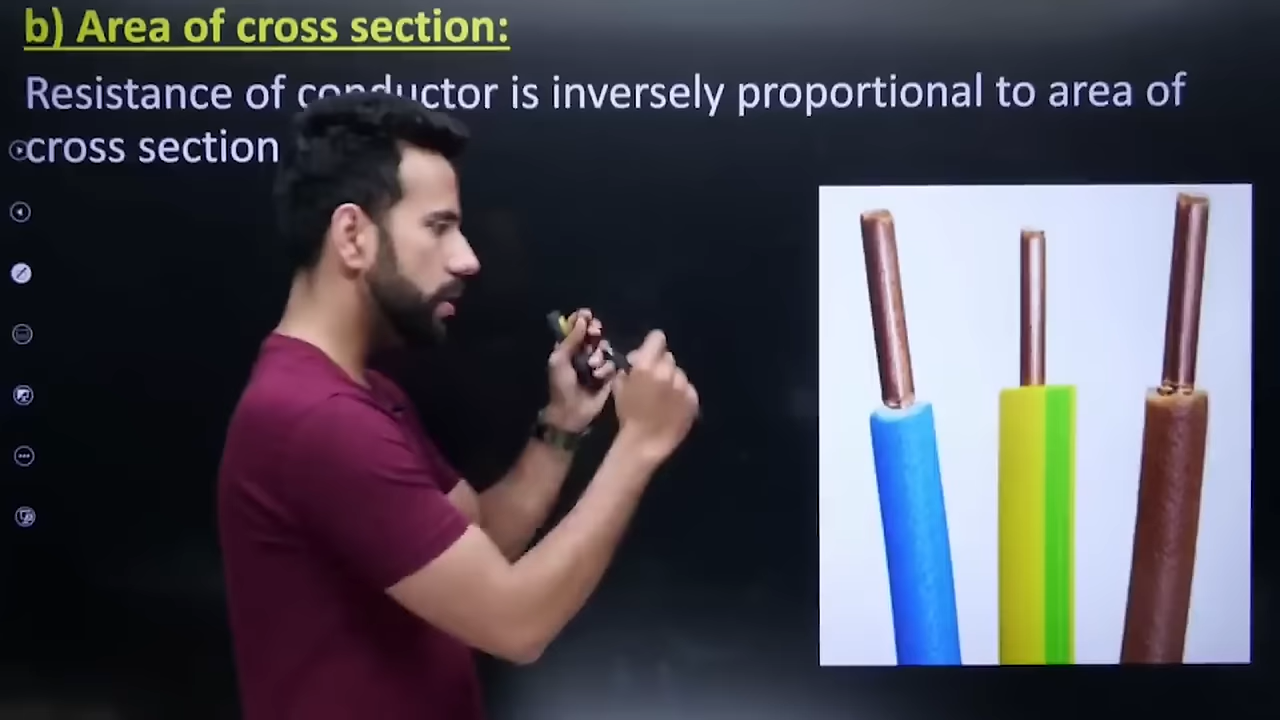 b) Area of cross section:
Resistance of conductor is inversely proportional to area of
cross section